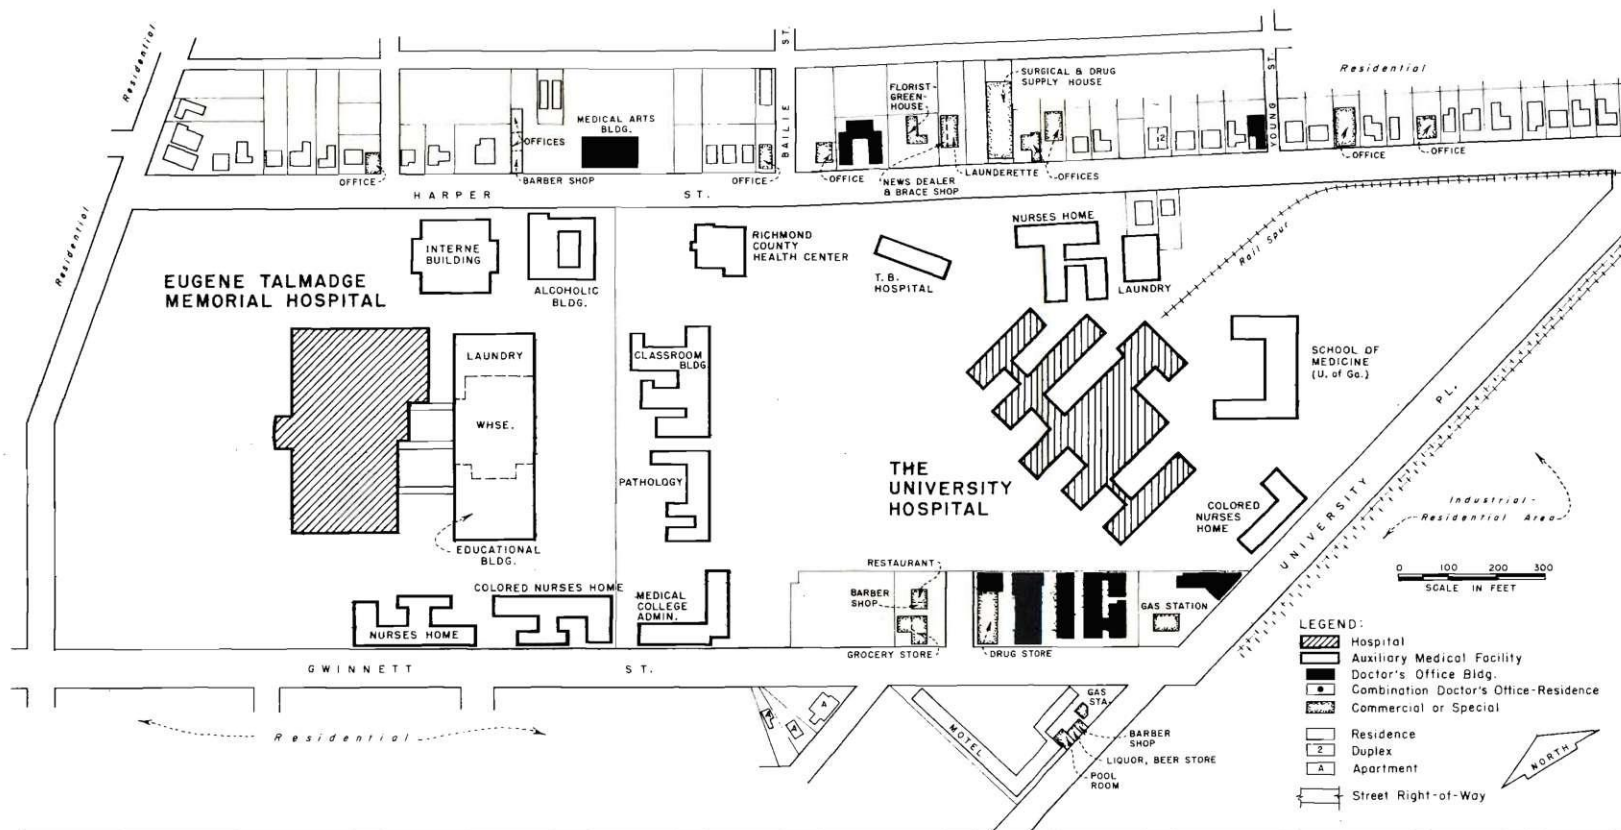 Residential
Residential
ST.
BAILIE
YOUNG ST.
Residential
SURGICAL & DRUG
SUPPLY HOUSE
FLORIST-
GREEN-
HOUSE
MEDICAL ARTS
BLDG.
OFFICES
2
OFFICE
BARBER SHOP
OFFICE
OFFICE
NEWS DEALER
& BRACE SHOP
LAUNDERETTE
OFFICES
OFFICE
OFFICE
HARPER ST.
INTERNE
BUILDING
ALCOHOLIC
BLDG.
RICHMOND
COUNTY
HEALTH CENTER
T.B.
HOSPITAL
NURSES HOME
LAUNDRY
Rail Spur
EUGENE TALMADGE
MEMORIAL HOSPITAL
LAUNDRY
WHSE.
EDUCATIONAL
BLDG.
CLASSROOM
BLDG.
PATHOLOGY
SCHOOL OF
MEDICINE
(U. of Ga.)
THE
UNIVERSITY
HOSPITAL
COLORED
NURSES
HOME
UNIVERSITY PL.
Industrial-
Residential Area
NURSES HOME
COLORED NURSES HOME
MEDICAL
COLLEGE
ADMIN.
RESTAURANT
BARBER
SHOP
GROCERY STORE
DRUG STORE
GAS STATION
GWINNETT ST.
Residential
A
A
A
MOTEL
GAS
STA.
BARBER
SHOP
LIQUOR, BEER STORE
POOL
ROOM
0 100 200 300
SCALE IN FEET
LEGEND:
Hospital
Auxiliary Medical Facility
Doctor's Office Bldg.
Combination Doctor's Office-Residence
Commercial or Special
Residence
2 Duplex
A Apartment
Street Right-of-Way
NORTH